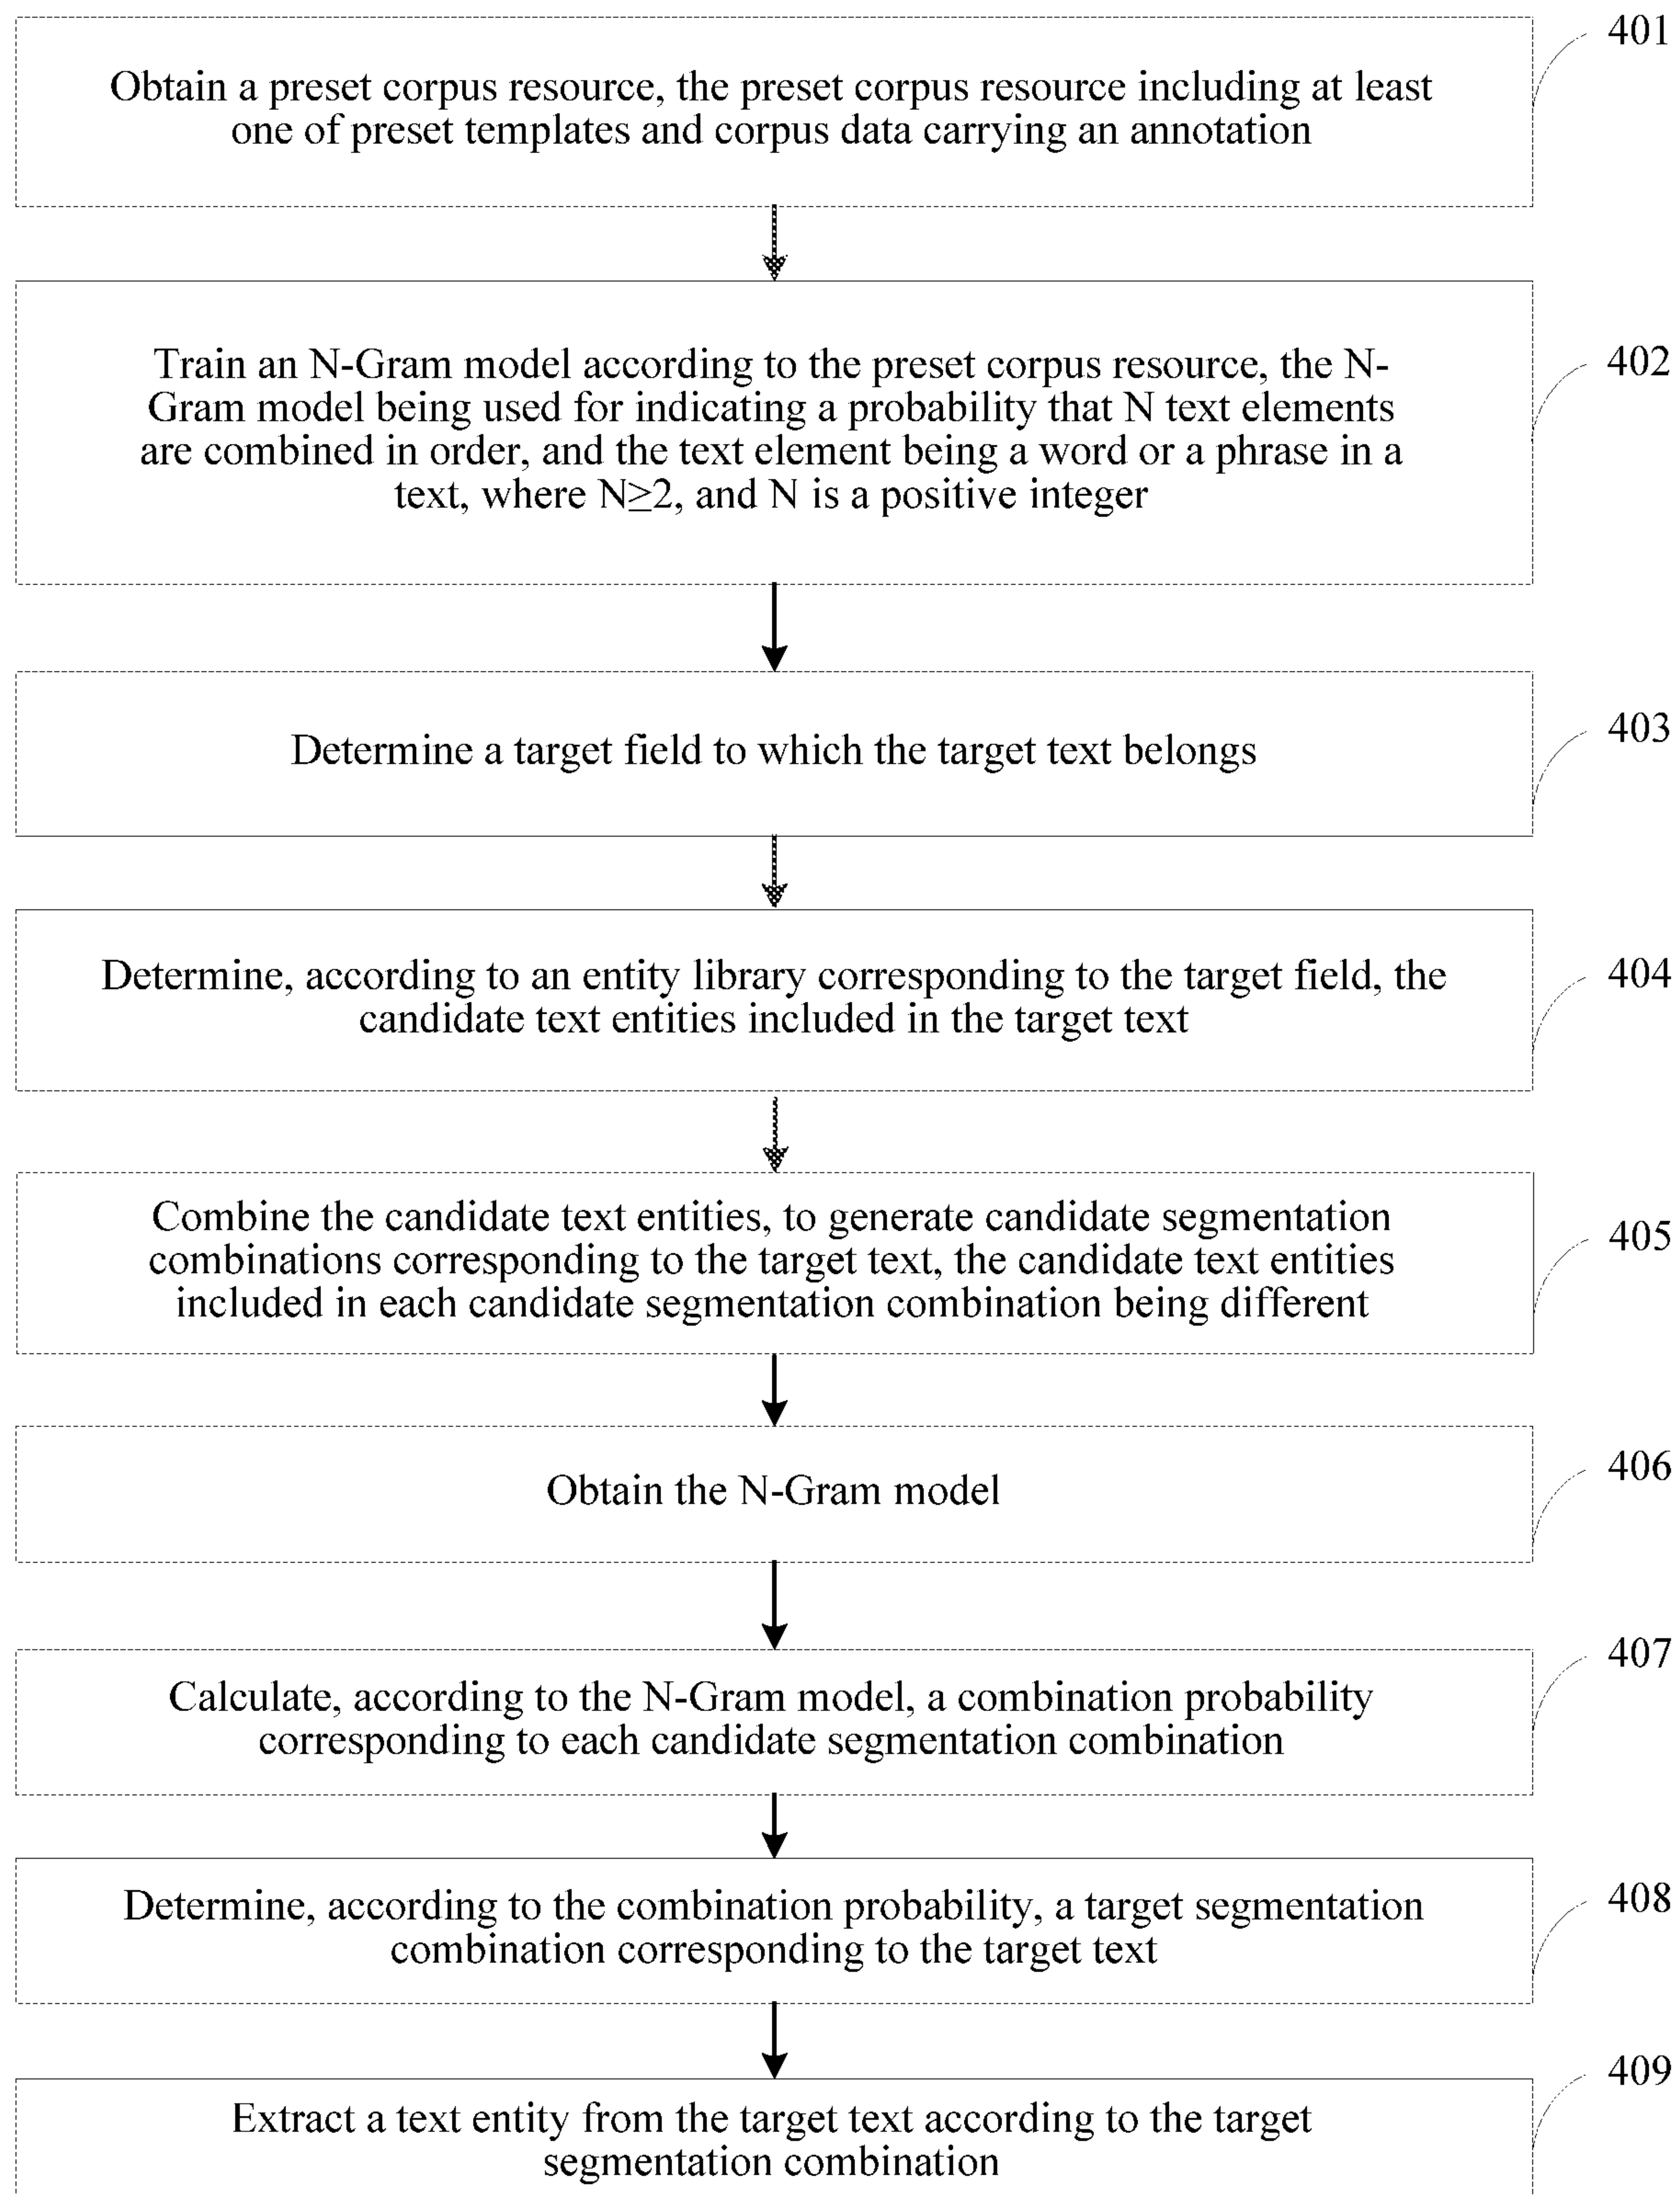 401
Obtain a preset corpus resource, the preset corpus resource including at least
one of preset templates and corpus data carrying an annotation
402
Train an N-Gram model according to the preset corpus resource, the N-
Gram model being used for indicating a probability that N text elements
are combined in order, and the text element being a word or a phrase in a
text, where N≥2, and N is a positive integer
403
Determine a target field to which the target text belongs
404
Determine, according to an entity library corresponding to the target field, the
candidate text entities included in the target text
405
Combine the candidate text entities, to generate candidate segmentation
combinations corresponding to the target text, the candidate text entities
included in each candidate segmentation combination being different
406
Obtain the N-Gram model
407
Calculate, according to the N-Gram model, a combination probability
corresponding to each candidate segmentation combination
408
Determine, according to the combination probability, a target segmentation
combination corresponding to the target text
409
Extract a text entity from the target text according to the target
segmentation combination